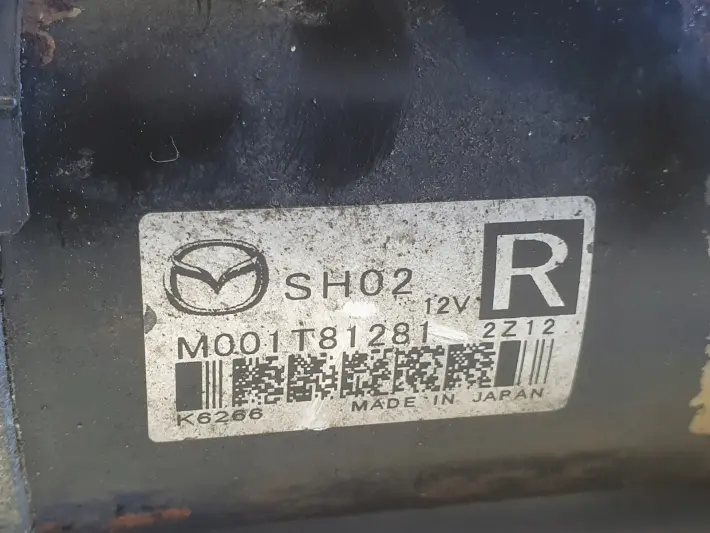 SH02
12V
R
M001T81281
2Z12
K6266
MADE IN JAPAN